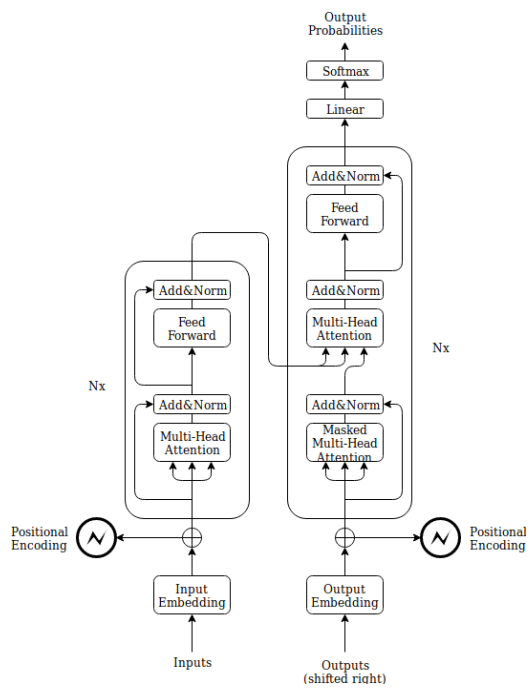 Output
Probabilities
Softmax
Linear
Add&Norm
Feed
Forward
Add&Norm
Multi-Head
Attention
Add&Norm
Masked
Multi-Head
Attention
Nx
Add&Norm
Feed
Forward
Nx
Add&Norm
Multi-Head
Attention
Positional
Encoding
Positional
Encoding
Input
Embedding
Output
Embedding
Inputs
Outputs
(shifted right)